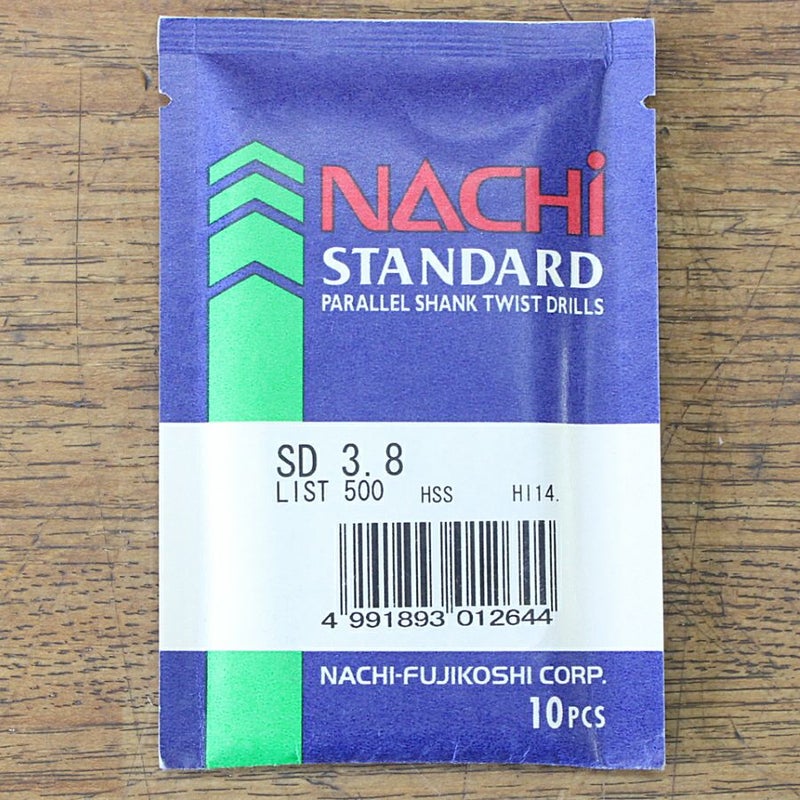 NACHi
STANDARD
PARALLEL SHANK TWIST DRILLS
SD 3.8
LIST 500 HSS HI14.
4 991893 012644
NACHI-FUJIKOSHI CORP.
10PCS